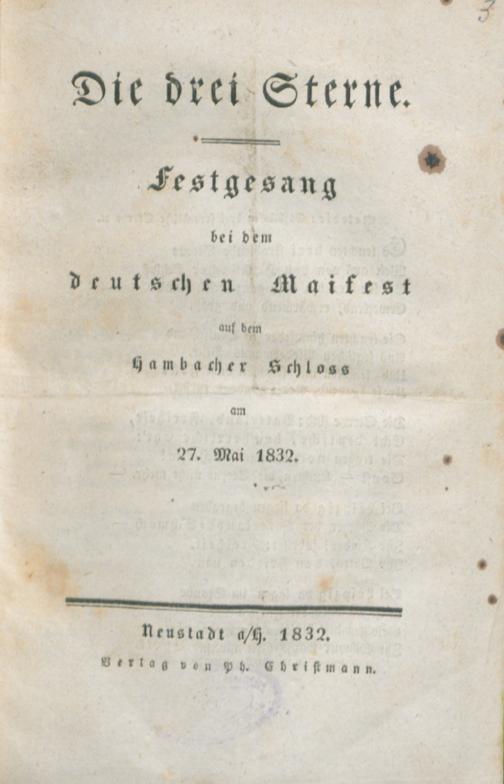 3
Die drei Sterne.
Festgesang
bei dem
deutschen Maifest
auf dem
Hambacher Schloss
am
27. Mai 1832.
Neustadt a/H. 1832.
Verlag von Ph. Christmann.